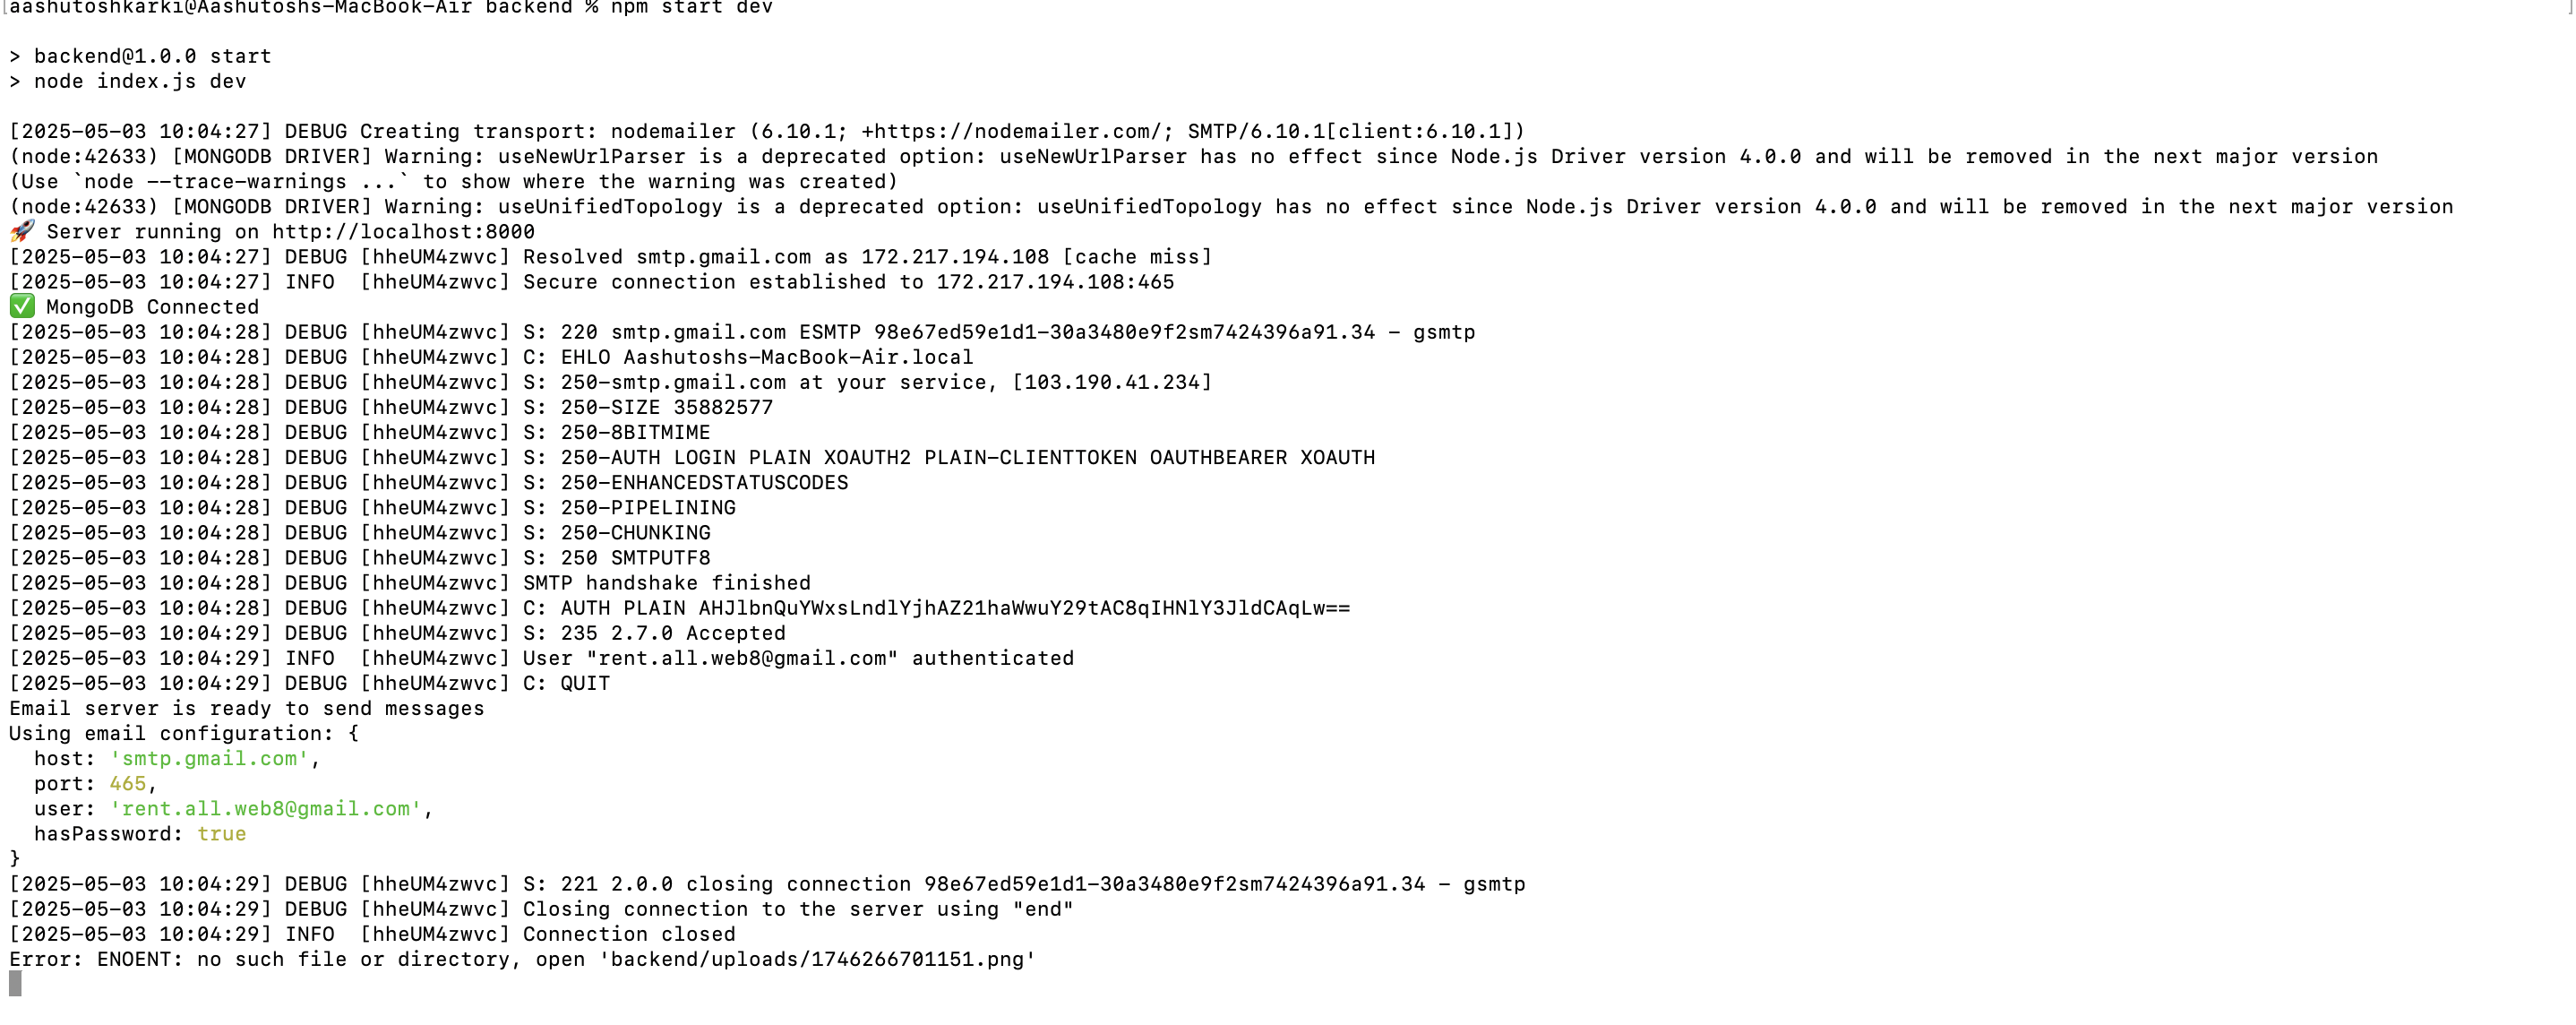 [aashutoshkarki@Aashutoshs-MacBook-Air backend % npm start dev ]
> backend@1.0.0 start
> node index.js dev
[2025-05-03 10:04:27] DEBUG Creating transport: nodemailer (6.10.1; +https://nodemailer.com/; SMTP/6.10.1[client:6.10.1])
(node:42633) [MONGODB DRIVER] Warning: useNewUrlParser is a deprecated option: useNewUrlParser has no effect since Node.js Driver version 4.0.0 and will be removed in the next major version
(Use `node --trace-warnings ...` to show where the warning was created)
(node:42633) [MONGODB DRIVER] Warning: useUnifiedTopology is a deprecated option: useUnifiedTopology has no effect since Node.js Driver version 4.0.0 and will be removed in the next major version
🚀 Server running on http://localhost:8000
[2025-05-03 10:04:27] DEBUG [hheUM4zwvc] Resolved smtp.gmail.com as 172.217.194.108 [cache miss]
[2025-05-03 10:04:27] INFO  [hheUM4zwvc] Secure connection established to 172.217.194.108:465
✅ MongoDB Connected
[2025-05-03 10:04:28] DEBUG [hheUM4zwvc] S: 220 smtp.gmail.com ESMTP 98e67ed59e1d1-30a3480e9f2sm7424396a91.34 - gsmtp
[2025-05-03 10:04:28] DEBUG [hheUM4zwvc] C: EHLO Aashutoshs-MacBook-Air.local
[2025-05-03 10:04:28] DEBUG [hheUM4zwvc] S: 250-smtp.gmail.com at your service, [103.190.41.234]
[2025-05-03 10:04:28] DEBUG [hheUM4zwvc] S: 250-SIZE 35882577
[2025-05-03 10:04:28] DEBUG [hheUM4zwvc] S: 250-8BITMIME
[2025-05-03 10:04:28] DEBUG [hheUM4zwvc] S: 250-AUTH LOGIN PLAIN XOAUTH2 PLAIN-CLIENTTOKEN OAUTHBEARER XOAUTH
[2025-05-03 10:04:28] DEBUG [hheUM4zwvc] S: 250-ENHANCEDSTATUSCODES
[2025-05-03 10:04:28] DEBUG [hheUM4zwvc] S: 250-PIPELINING
[2025-05-03 10:04:28] DEBUG [hheUM4zwvc] S: 250-CHUNKING
[2025-05-03 10:04:28] DEBUG [hheUM4zwvc] S: 250 SMTPUTF8
[2025-05-03 10:04:28] DEBUG [hheUM4zwvc] SMTP handshake finished
[2025-05-03 10:04:28] DEBUG [hheUM4zwvc] C: AUTH PLAIN AHJlbnQuYWxsLndlYjhAZ21haWwuY29tAC8qIHNlY3JldCAqLw==
[2025-05-03 10:04:29] DEBUG [hheUM4zwvc] S: 235 2.7.0 Accepted
[2025-05-03 10:04:29] INFO  [hheUM4zwvc] User "rent.all.web8@gmail.com" authenticated
[2025-05-03 10:04:29] DEBUG [hheUM4zwvc] C: QUIT
Email server is ready to send messages
Using email configuration: {
  host: 'smtp.gmail.com',
  port: 465,
  user: 'rent.all.web8@gmail.com',
  hasPassword: true
}
[2025-05-03 10:04:29] DEBUG [hheUM4zwvc] S: 221 2.0.0 closing connection 98e67ed59e1d1-30a3480e9f2sm7424396a91.34 - gsmtp
[2025-05-03 10:04:29] DEBUG [hheUM4zwvc] Closing connection to the server using "end"
[2025-05-03 10:04:29] INFO  [hheUM4zwvc] Connection closed
Error: ENOENT: no such file or directory, open 'backend/uploads/1746266701151.png'